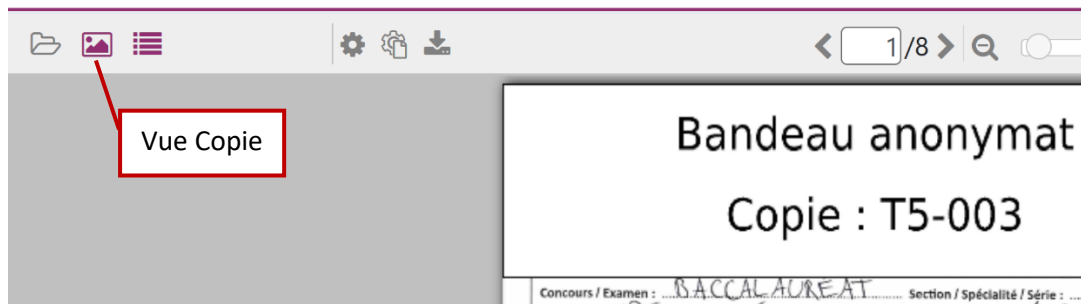 1/8
Vue Copie
Bandeau anonymat
Copie : T5-003
Concours / Examen : BACCALAUREAT Section / Spécialité / Série :